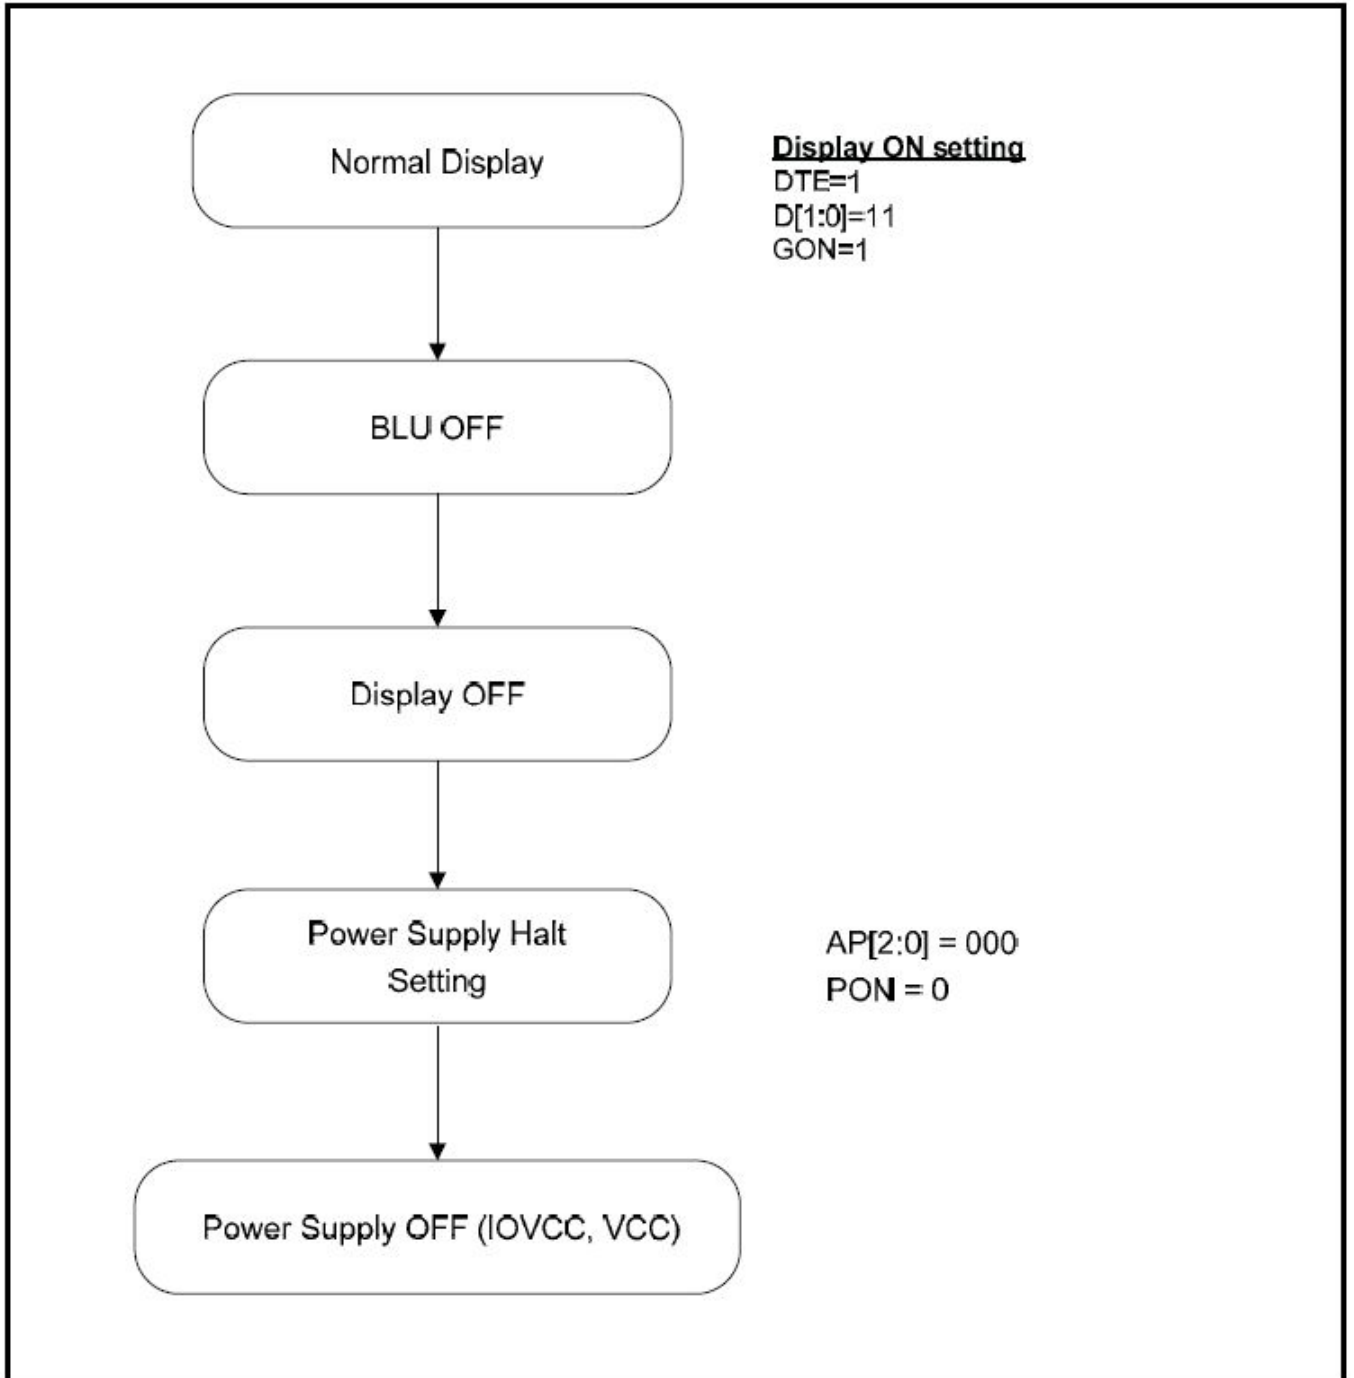 Normal Display
Display ON setting
DTE=1
D[1:0]=11
GON=1
BLU OFF
Display OFF
Power Supply Halt
Setting
AP[2:0] = 000
PON = 0
Power Supply OFF (IOVCC, VCC)